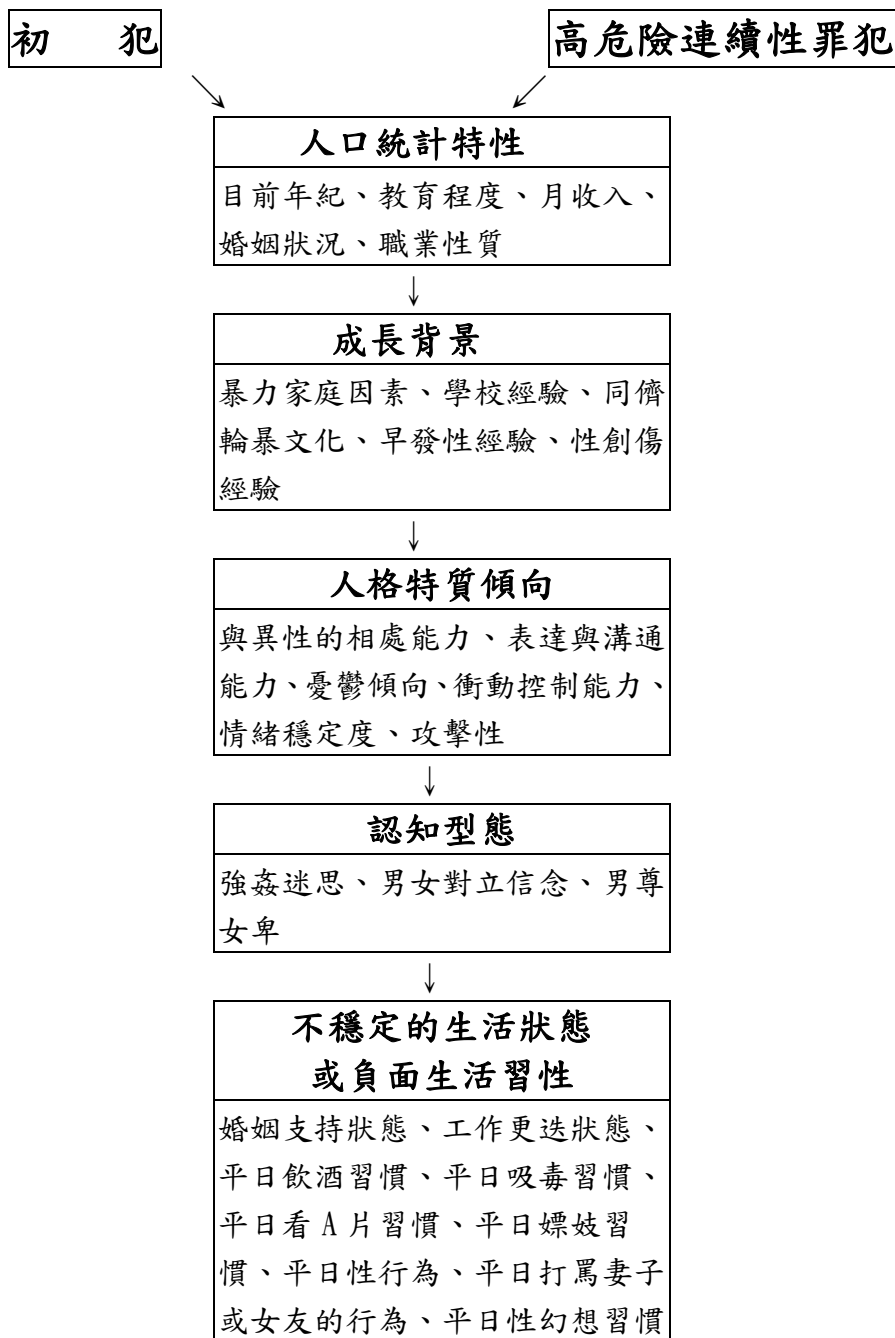 初 犯
高危險連續性罪犯
人口統計特性
目前年紀、教育程度、月收入、
婚姻狀況、職業性質
成長背景
暴力家庭因素、學校經驗、同儕
輪暴文化、早發性經驗、性創傷
經驗
人格特質傾向
與異性的相處能力、表達與溝通
能力、憂鬱傾向、衝動控制能力、
情緒穩定度、攻擊性
認知型態
強姦迷思、男女對立信念、男尊
女卑
不穩定的生活狀態
或負面生活習性
婚姻支持狀態、工作更迭狀態、
平日飲酒習慣、平日吸毒習慣、
平日看A片習慣、平日嫖妓習
慣、平日性行為、平日打罵妻子
或女友的行為、平日性幻想習慣